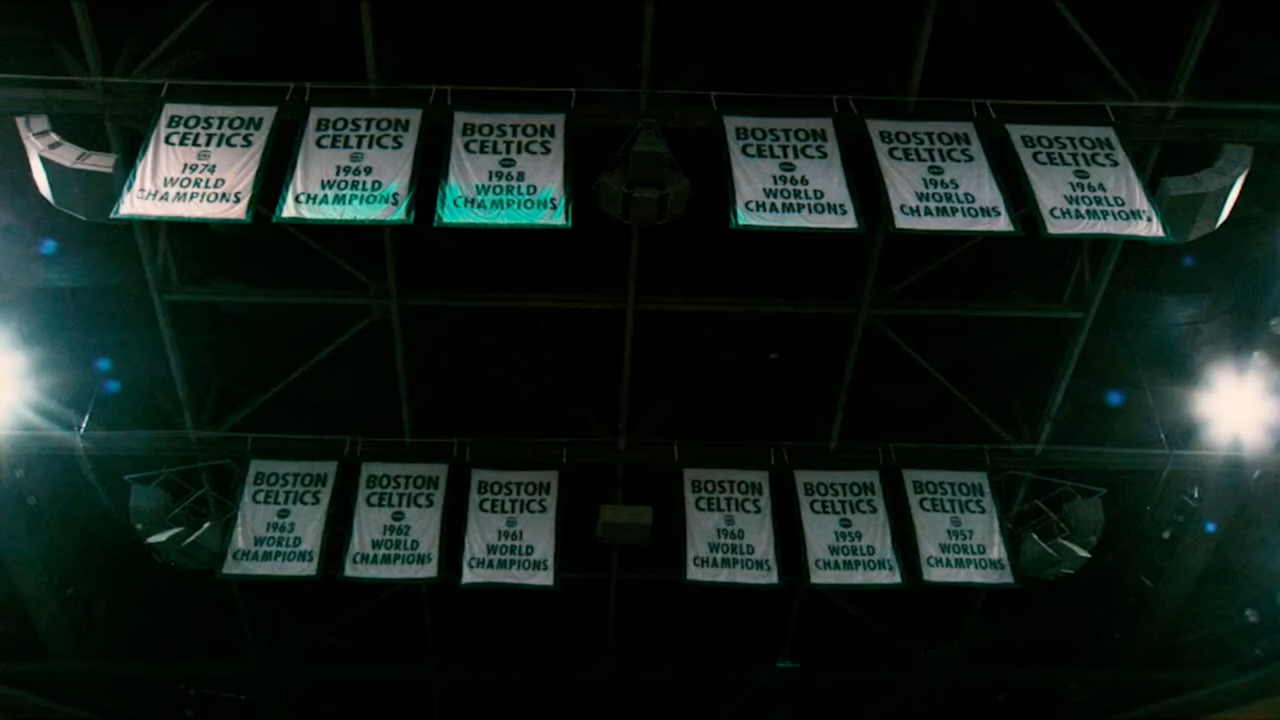 BOSTON
CELTICS
1974
WORLD
CHAMPIONS
BOSTON
CELTICS
1969
WORLD
CHAMPIONS
BOSTON
CELTICS
1968
WORLD
CHAMPIONS
BOSTON
CELTICS
1966
WORLD
CHAMPIONS
BOSTON
CELTICS
1965
WORLD
CHAMPIONS
BOSTON
CELTICS
1964
WORLD
CHAMPIONS
BOSTON
CELTICS
1963
WORLD
CHAMPIONS
BOSTON
CELTICS
1962
WORLD
CHAMPIONS
BOSTON
CELTICS
1961
WORLD
CHAMPIONS
BOSTON
CELTICS
1960
WORLD
CHAMPIONS
BOSTON
CELTICS
1959
WORLD
CHAMPIONS
BOSTON
CELTICS
1957
WORLD
CHAMPIONS